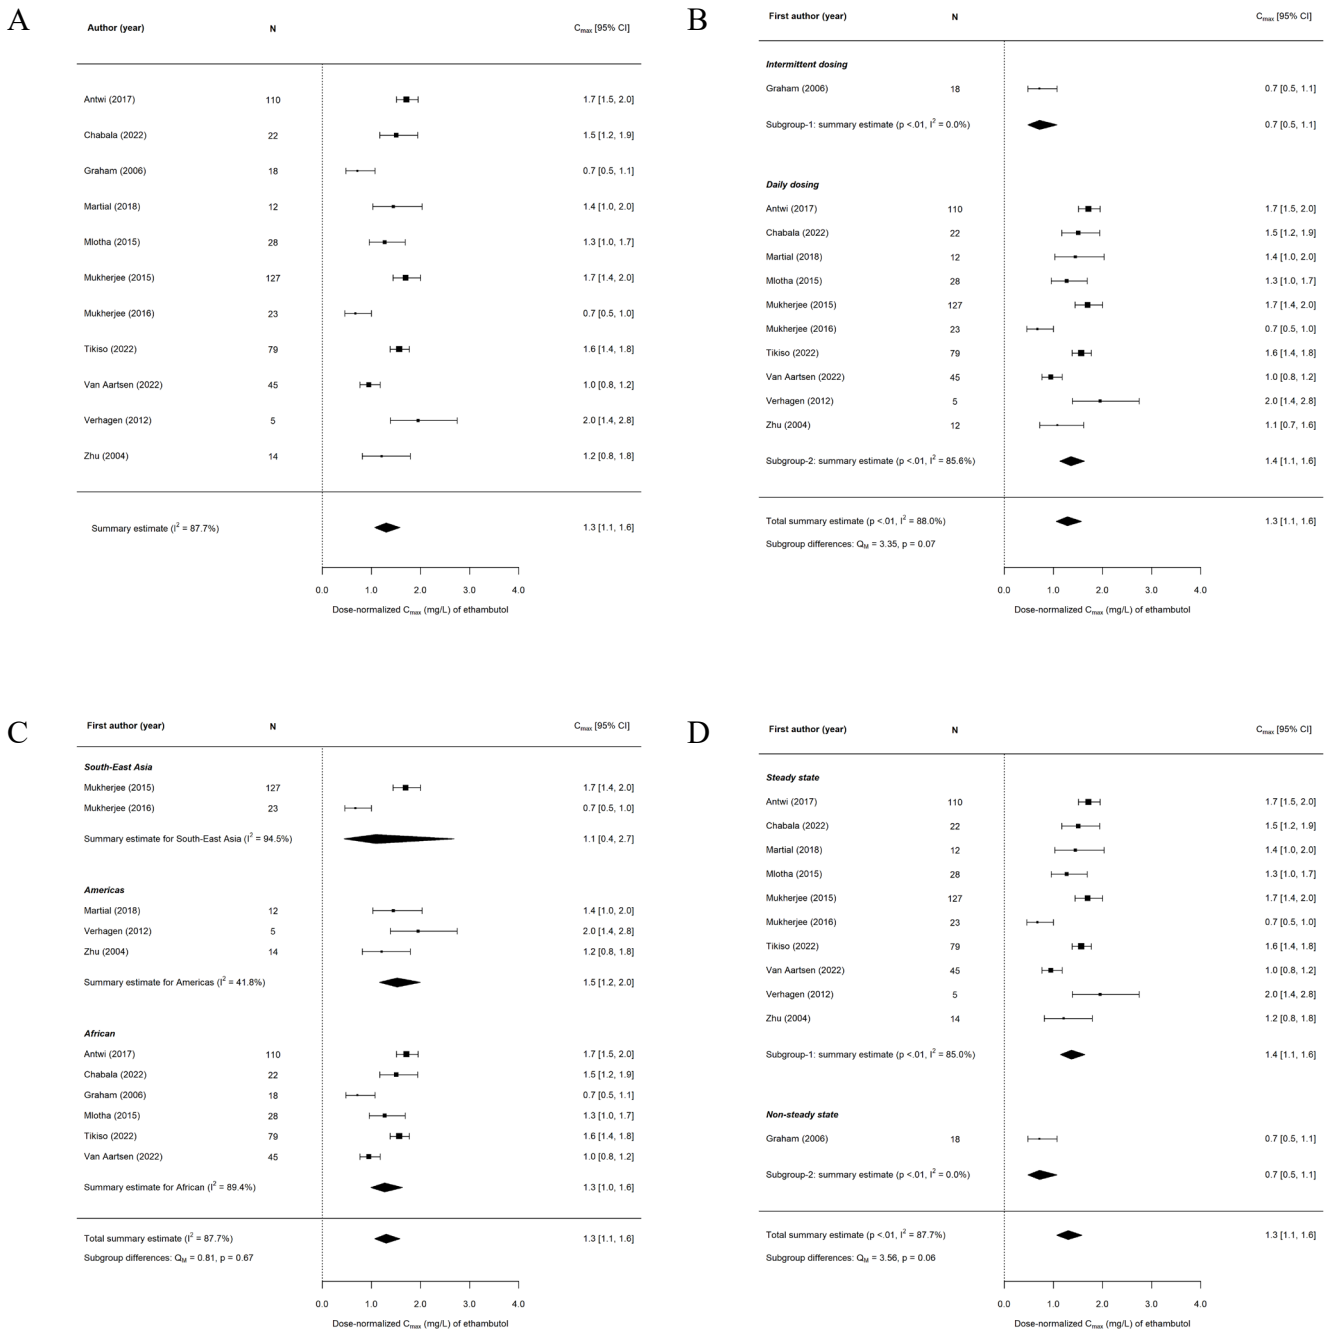 A
Author (year) N Cmax [95% CI]
Antwi (2017) 110 1.7 [1.5, 2.0]
Chabala (2022) 22 1.5 [1.2, 1.9]
Graham (2006) 18 0.7 [0.5, 1.1]
Martial (2018) 12 1.4 [1.0, 2.0]
Mlotha (2015) 28 1.3 [1.0, 1.7]
Mukherjee (2015) 127 1.7 [1.4, 2.0]
Mukherjee (2016) 23 0.7 [0.5, 1.0]
Tikiso (2022) 79 1.6 [1.4, 1.8]
Van Aartsen (2022) 45 1.0 [0.8, 1.2]
Verhagen (2012) 5 2.0 [1.4, 2.8]
Zhu (2004) 14 1.2 [0.8, 1.8]
Summary estimate (I² = 87.7%) 1.3 [1.1, 1.6]
0.0 1.0 2.0 3.0 4.0
Dose-normalized Cmax (mg/L) of ethambutol
B
First author (year) N Cmax [95% CI]
Intermittent dosing
Graham (2006) 18 0.7 [0.5, 1.1]
Subgroup-1: summary estimate (p <.01, I² = 0.0%) 0.7 [0.5, 1.1]
Daily dosing
Antwi (2017) 110 1.7 [1.5, 2.0]
Chabala (2022) 22 1.5 [1.2, 1.9]
Martial (2018) 12 1.4 [1.0, 2.0]
Mlotha (2015) 28 1.3 [1.0, 1.7]
Mukherjee (2015) 127 1.7 [1.4, 2.0]
Mukherjee (2016) 23 0.7 [0.5, 1.0]
Tikiso (2022) 79 1.6 [1.4, 1.8]
Van Aartsen (2022) 45 1.0 [0.8, 1.2]
Verhagen (2012) 5 2.0 [1.4, 2.8]
Zhu (2004) 12 1.1 [0.7, 1.6]
Subgroup-2: summary estimate (p <.01, I² = 85.6%) 1.4 [1.1, 1.6]
Total summary estimate (p <.01, I² = 88.0%) 1.3 [1.1, 1.6]
Subgroup differences: QM = 3.35, p = 0.07
0.0 1.0 2.0 3.0 4.0
Dose-normalized Cmax (mg/L) of ethambutol
C
First author (year) N Cmax [95% CI]
South-East Asia
Mukherjee (2015) 127 1.7 [1.4, 2.0]
Mukherjee (2016) 23 0.7 [0.5, 1.0]
Summary estimate for South-East Asia (I² = 94.5%) 1.1 [0.4, 2.7]
Americas
Martial (2018) 12 1.4 [1.0, 2.0]
Verhagen (2012) 5 2.0 [1.4, 2.8]
Zhu (2004) 14 1.2 [0.8, 1.8]
Summary estimate for Americas (I² = 41.8%) 1.5 [1.2, 2.0]
African
Antwi (2017) 110 1.7 [1.5, 2.0]
Chabala (2022) 22 1.5 [1.2, 1.9]
Graham (2006) 18 0.7 [0.5, 1.1]
Mlotha (2015) 28 1.3 [1.0, 1.7]
Tikiso (2022) 79 1.6 [1.4, 1.8]
Van Aartsen (2022) 45 1.0 [0.8, 1.2]
Summary estimate for African (I² = 89.4%) 1.3 [1.0, 1.6]
Total summary estimate (I² = 87.7%) 1.3 [1.1, 1.6]
Subgroup differences: QM = 0.81, p = 0.67
0.0 1.0 2.0 3.0 4.0
Dose-normalized Cmax (mg/L) of ethambutol
D
First author (year) N Cmax [95% CI]
Steady state
Antwi (2017) 110 1.7 [1.5, 2.0]
Chabala (2022) 22 1.5 [1.2, 1.9]
Martial (2018) 12 1.4 [1.0, 2.0]
Mlotha (2015) 28 1.3 [1.0, 1.7]
Mukherjee (2015) 127 1.7 [1.4, 2.0]
Mukherjee (2016) 23 0.7 [0.5, 1.0]
Tikiso (2022) 79 1.6 [1.4, 1.8]
Van Aartsen (2022) 45 1.0 [0.8, 1.2]
Verhagen (2012) 5 2.0 [1.4, 2.8]
Zhu (2004) 14 1.2 [0.8, 1.8]
Subgroup-1: summary estimate (p <.01, I² = 85.0%) 1.4 [1.1, 1.6]
Non-steady state
Graham (2006) 18 0.7 [0.5, 1.1]
Subgroup-2: summary estimate (p <.01, I² = 0.0%) 0.7 [0.5, 1.1]
Total summary estimate (p <.01, I² = 87.7%) 1.3 [1.1, 1.6]
Subgroup differences: QM = 3.56, p = 0.06
0.0 1.0 2.0 3.0 4.0
Dose-normalized Cmax (mg/L) of ethambutol